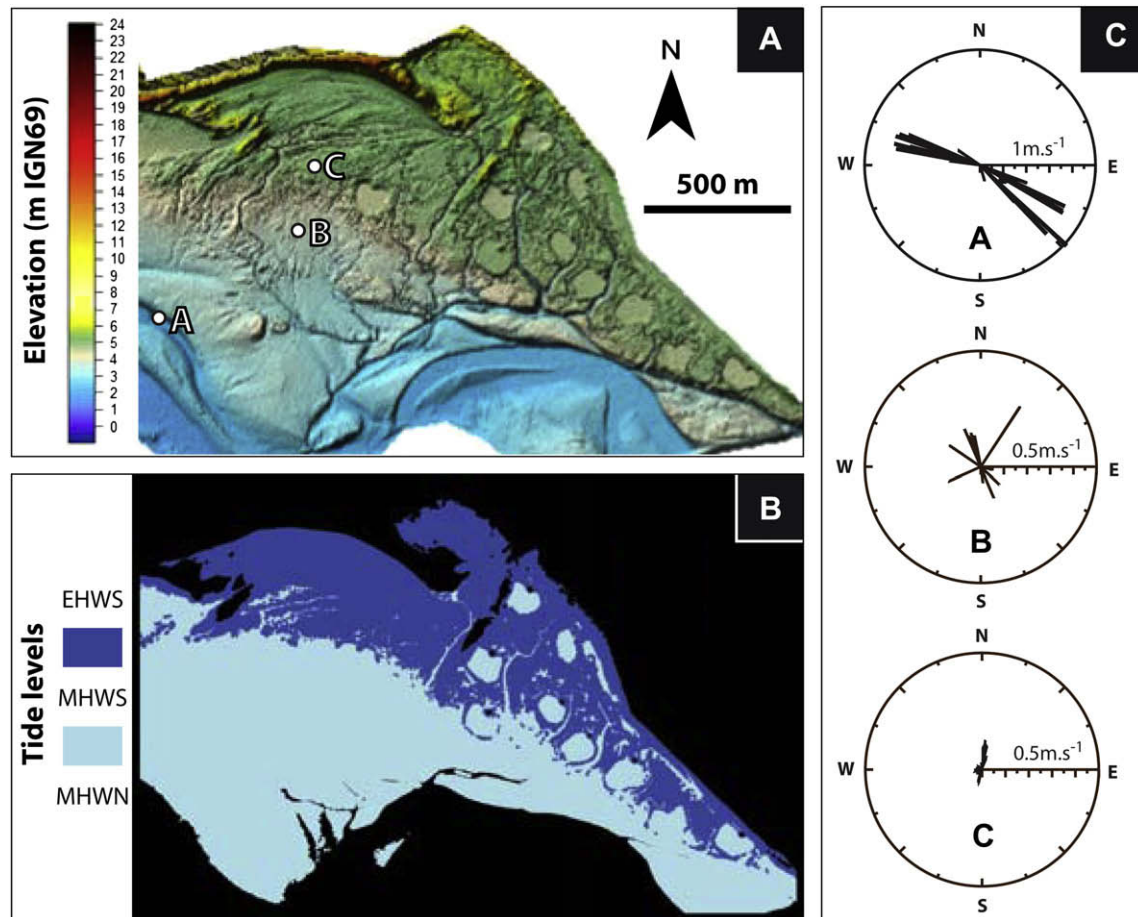 A
Elevation (m IGN69)
24
23
22
21
20
19
18
17
16
15
14
13
12
11
10
9
8
7
6
5
4
3
2
1
0
N
500 m
C
B
A
B
Tide levels
EHWS
MHWS
MHWN
C
N
W
1m.s⁻¹
E
A
S
N
W
0.5m.s⁻¹
E
B
S
N
W
0.5m.s⁻¹
E
C
S